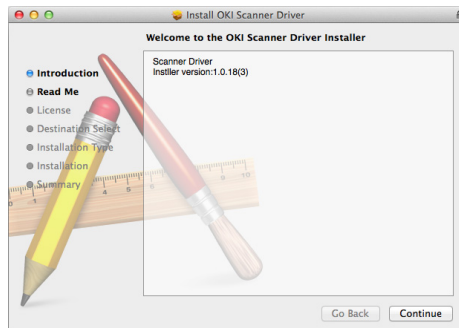 Install OKI Scanner Driver
Welcome to the OKI Scanner Driver Installer
Introduction
Read Me
License
Destination Select
Installation Type
Installation
Summary
Scanner Driver
Instller version:1.0.18(3)
Go Back
Continue